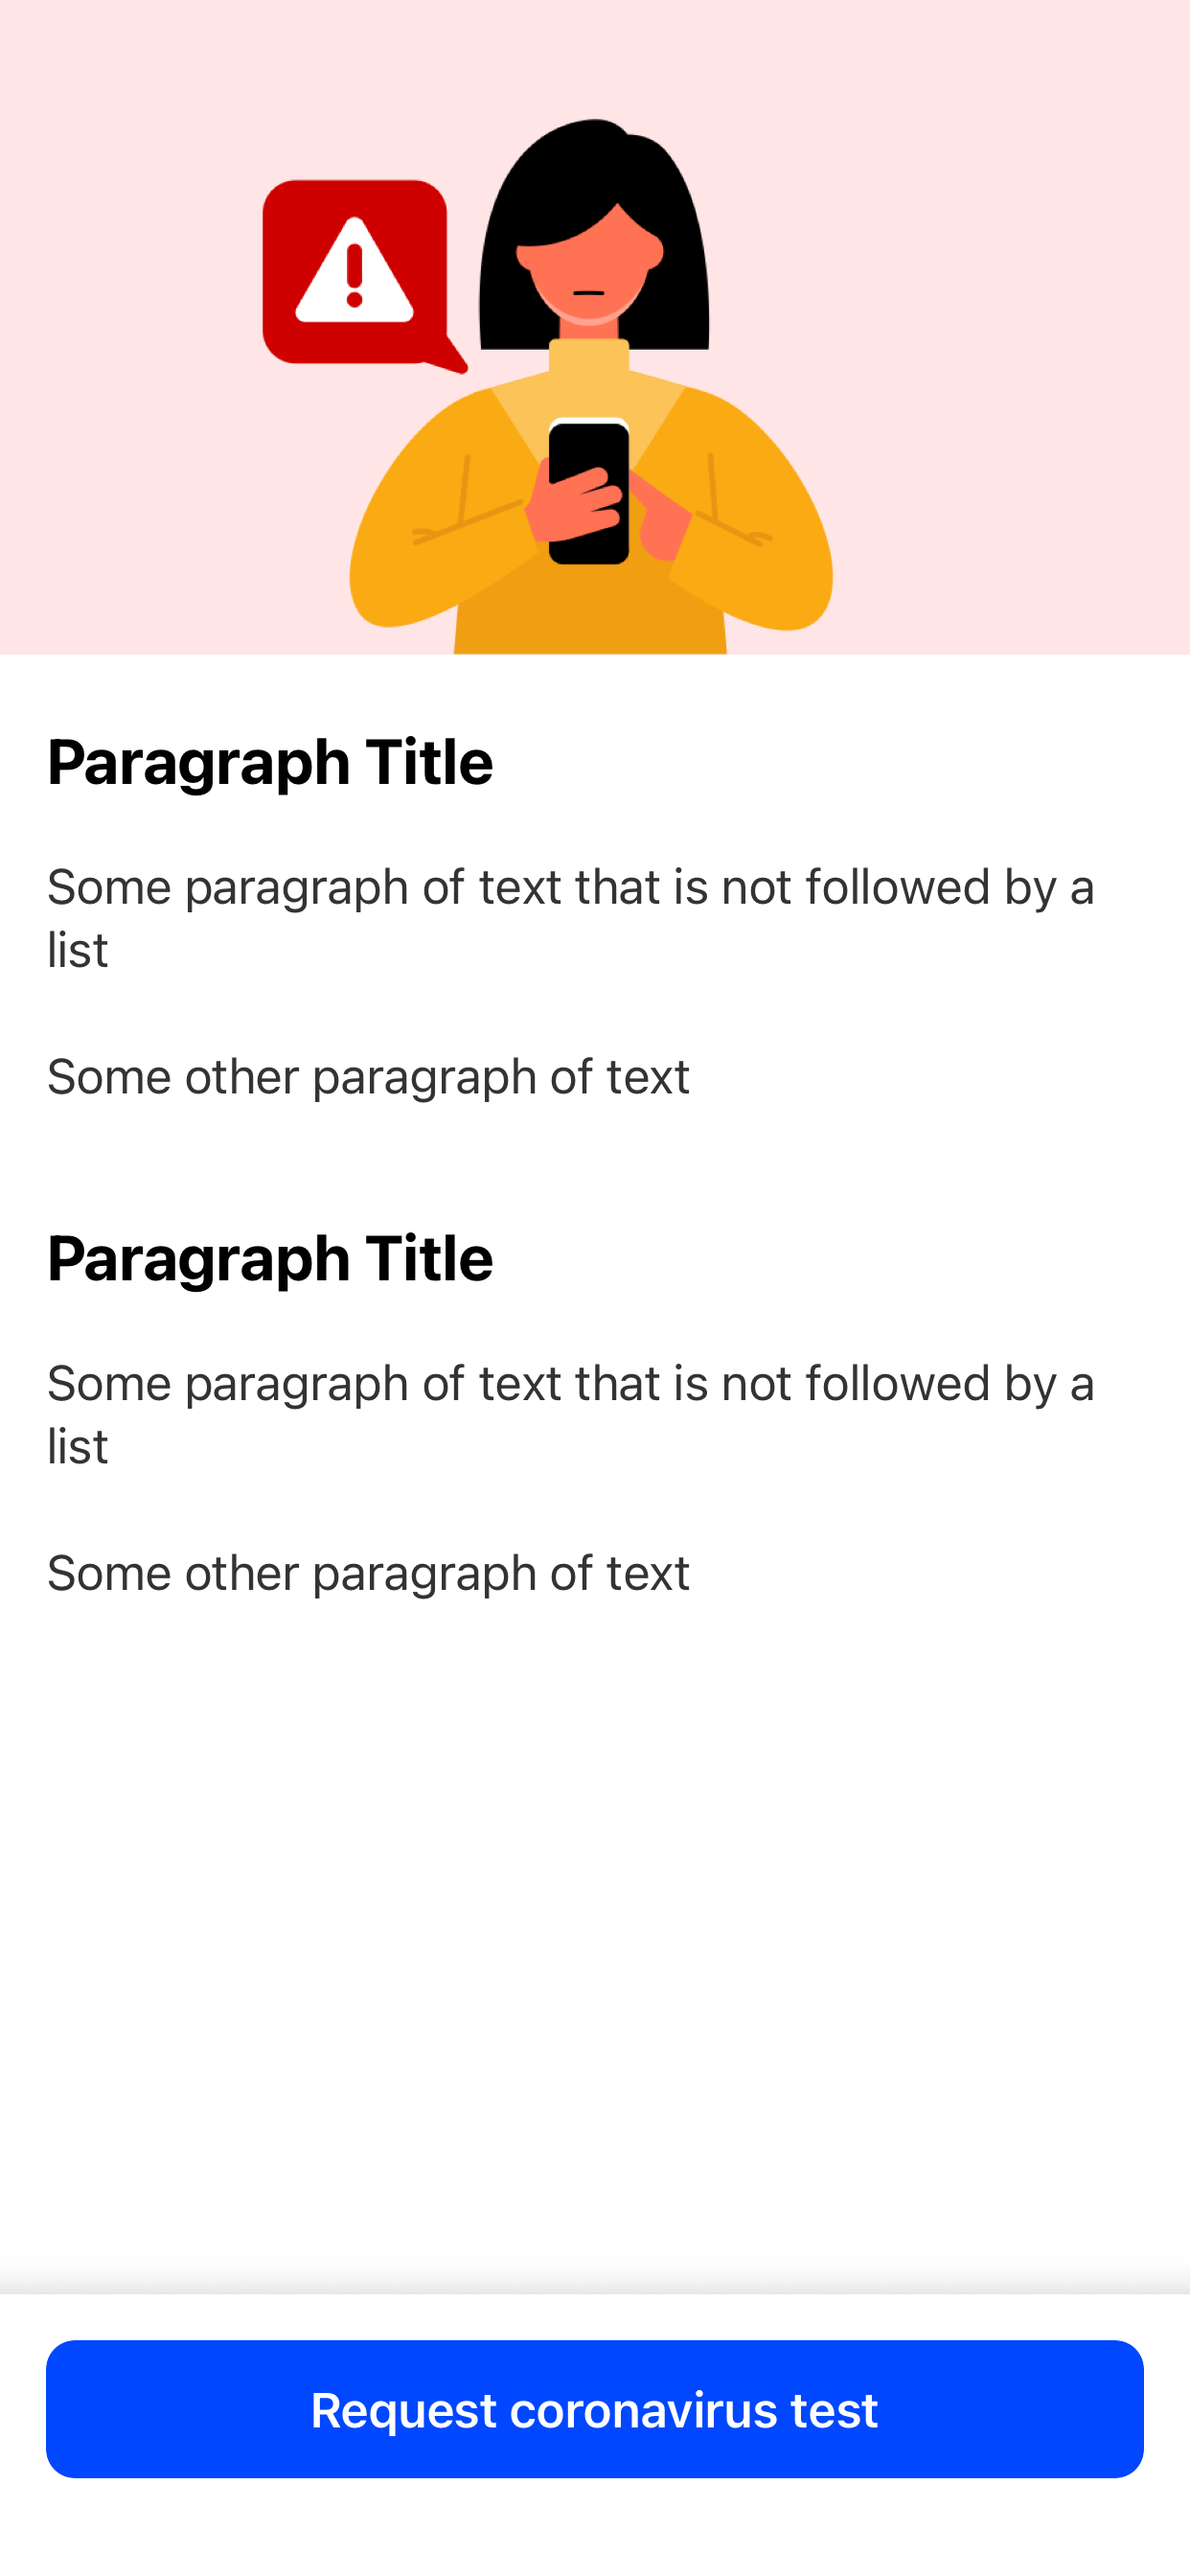 Paragraph Title
Some paragraph of text that is not followed by a
list
Some other paragraph of text
Paragraph Title
Some paragraph of text that is not followed by a
list
Some other paragraph of text
Request coronavirus test